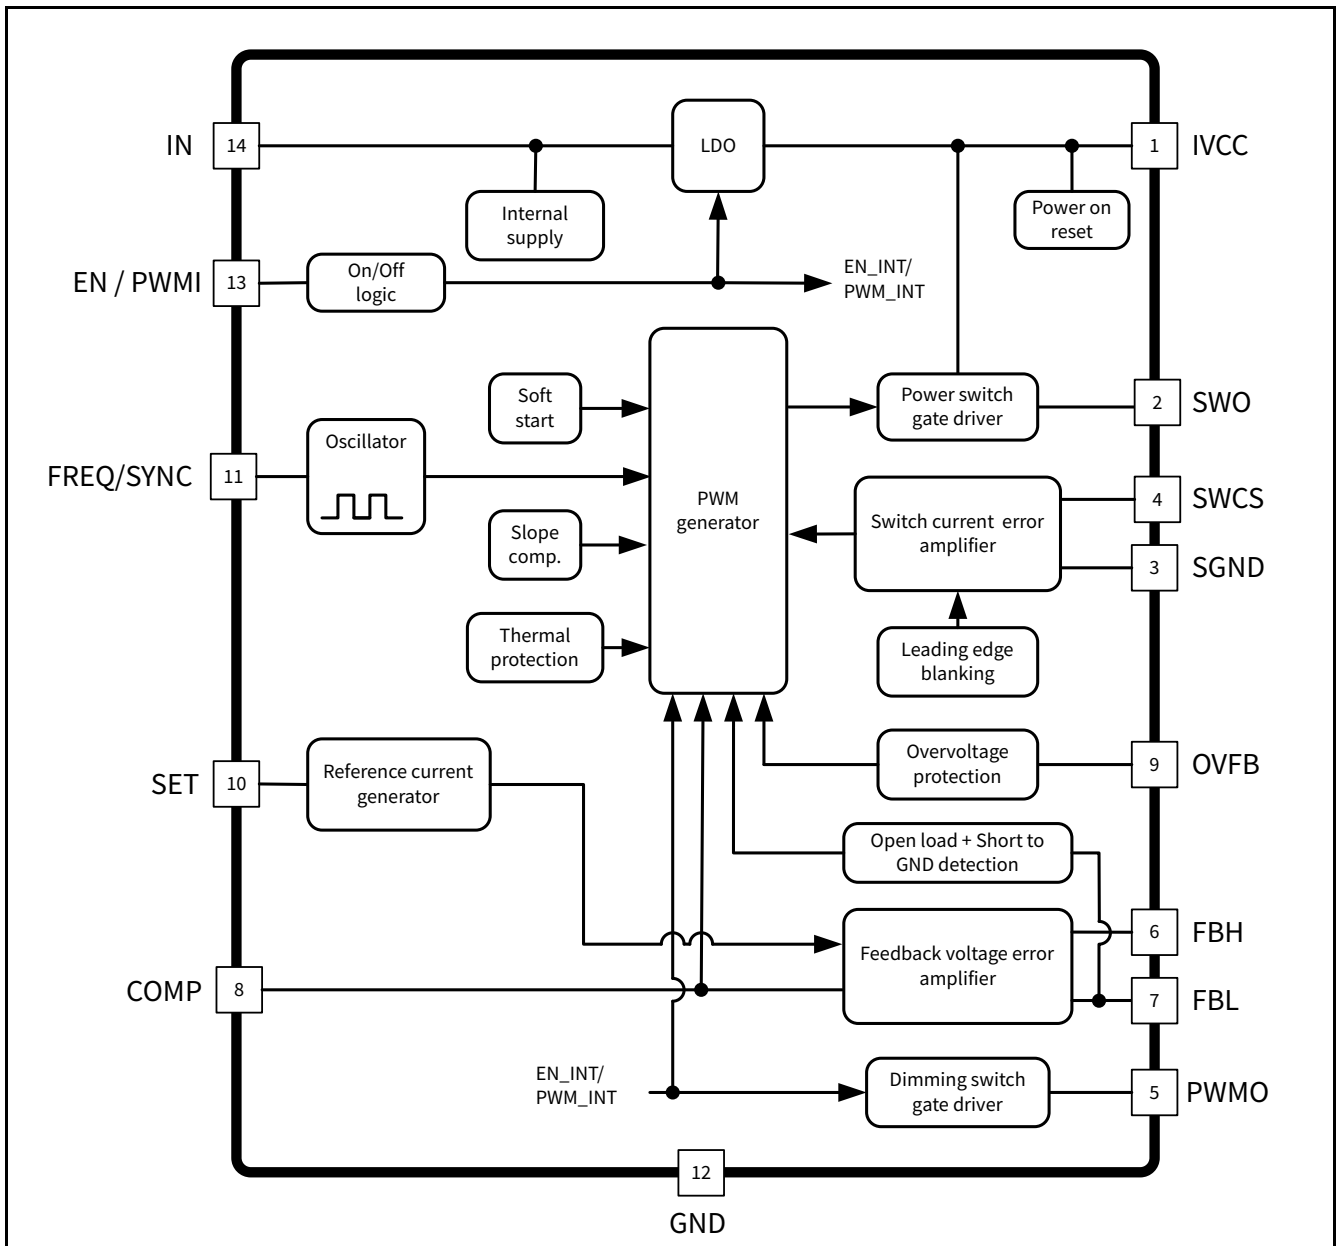 IN
14
LDO
1
IVCC
Internal
supply
Power on
reset
EN / PWMI
13
On/Off
logic
EN_INT/
PWM_INT
Soft
start
Power switch
gate driver
2
SWO
FREQ/SYNC
11
Oscillator
PWM
generator
Switch current error
amplifier
4
SWCS
3
SGND
Slope
comp.
Thermal
protection
Leading edge
blanking
SET
10
Reference current
generator
Overvoltage
protection
9
OVFB
Open load + Short to
GND detection
Feedback voltage error
amplifier
6
FBH
7
FBL
COMP
8
EN_INT/
PWM_INT
Dimming switch
gate driver
5
PWMO
12
GND